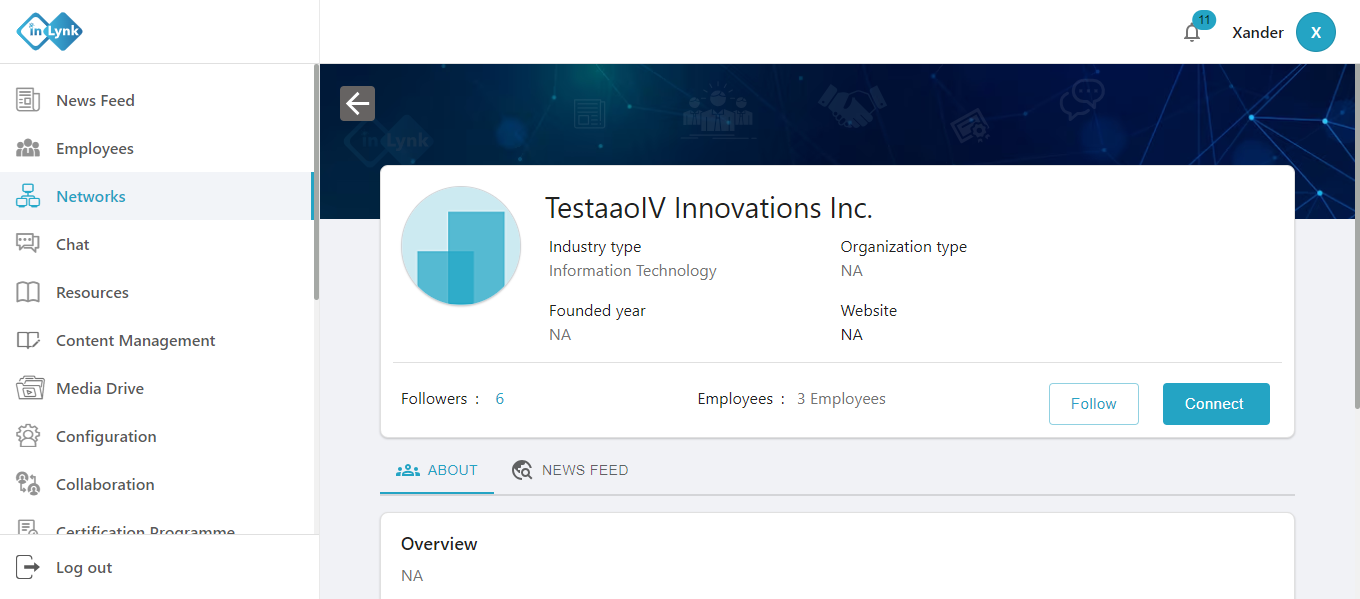 inLynk
11
Xander
X
News Feed
Employees
Networks
Chat
Resources
Content Management
Media Drive
Configuration
Collaboration
Certification Programme
Log out
inLynk
TestaaoIV Innovations Inc.
Industry type
Organization type
Information Technology
NA
Founded year
Website
NA
NA
Followers : 6
Employees : 3 Employees
Follow
Connect
ABOUT
NEWS FEED
Overview
NA